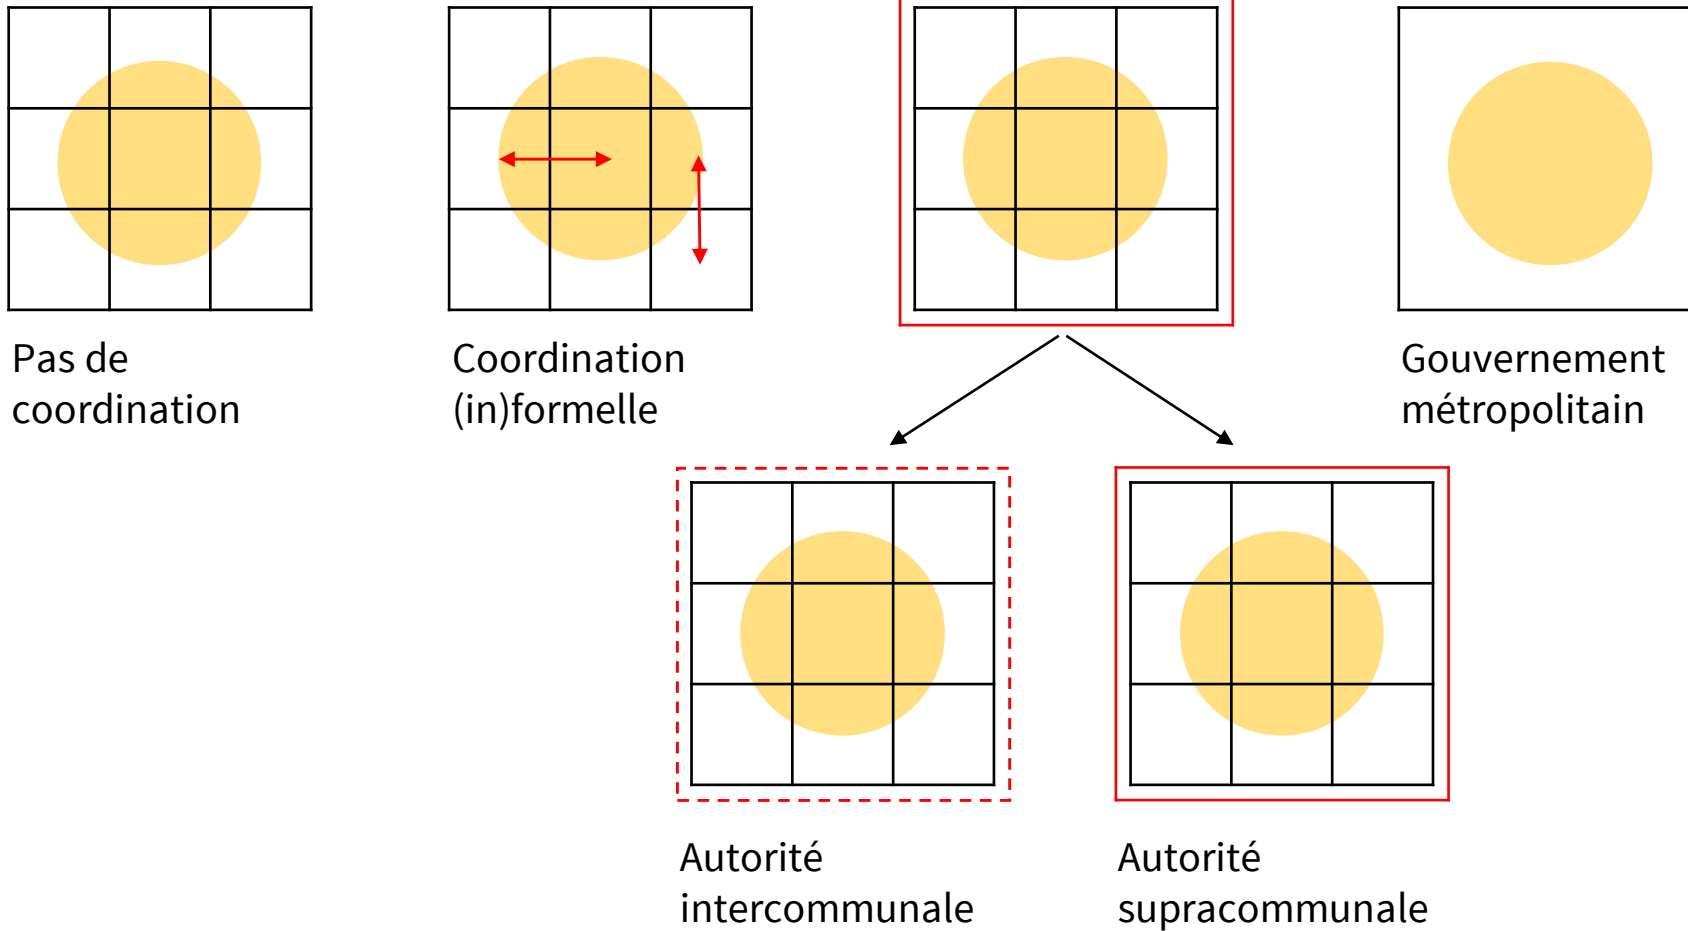 Pas de
coordination
Coordination
(in)formelle
Gouvernement
métropolitain
Autorité
intercommunale
Autorité
supracommunale